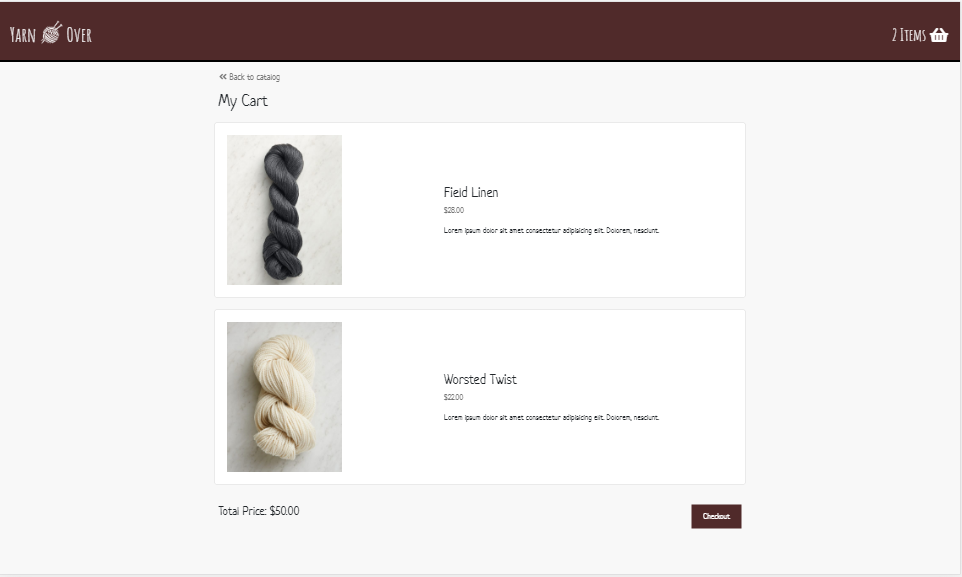 Yarn Over
2 Items
Back to catalog
My Cart
Field Linen
$28.00
Lorem ipsum dolor sit amet consectetur adipisicing elit. Dolorem, nesciunt.
Worsted Twist
$22.00
Lorem ipsum dolor sit amet consectetur adipisicing elit. Dolorem, nesciunt.
Total Price: $50.00
Checkout